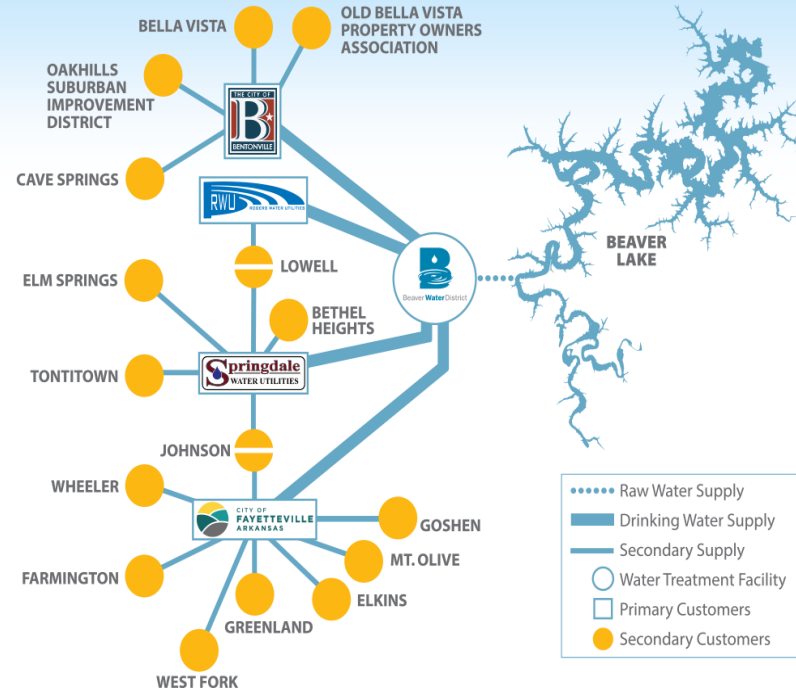 BELLA VISTA
OLD BELLA VISTA
PROPERTY OWNERS
ASSOCIATION
OAKHILLS
SUBURBAN
IMPROVEMENT
DISTRICT
THE CITY OF
B
BENTONVILLE
CAVE SPRINGS
RWU
ROGERS WATER UTILITIES
BEAVER
LAKE
LOWELL
ELM SPRINGS
B
Beaver WaterDistrict
BETHEL
HEIGHTS
TONTITOWN
Springdale
WATER UTILITIES
JOHNSON
WHEELER
CITY OF
FAYETTEVILLE
ARKANSAS
GOSHEN
MT. OLIVE
FARMINGTON
ELKINS
GREENLAND
WEST FORK
Raw Water Supply
Drinking Water Supply
Secondary Supply
Water Treatment Facility
Primary Customers
Secondary Customers